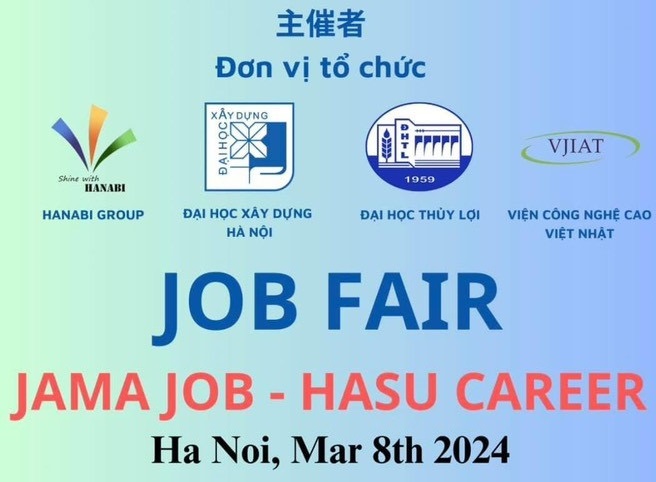 主催者
Đơn vị tổ chức
Shine with
HANABI
HANABI GROUP
ĐẠI HỌC XÂY DỰNG
ĐẠI HỌC XÂY DỰNG
HÀ NỘI
ĐHTL
1959
ĐẠI HỌC THỦY LỢI
VJIAT
VIỆN CÔNG NGHỆ CAO
VIỆT NHẬT
JOB FAIR
JAMA JOB - HASU CAREER
Ha Noi, Mar 8th 2024